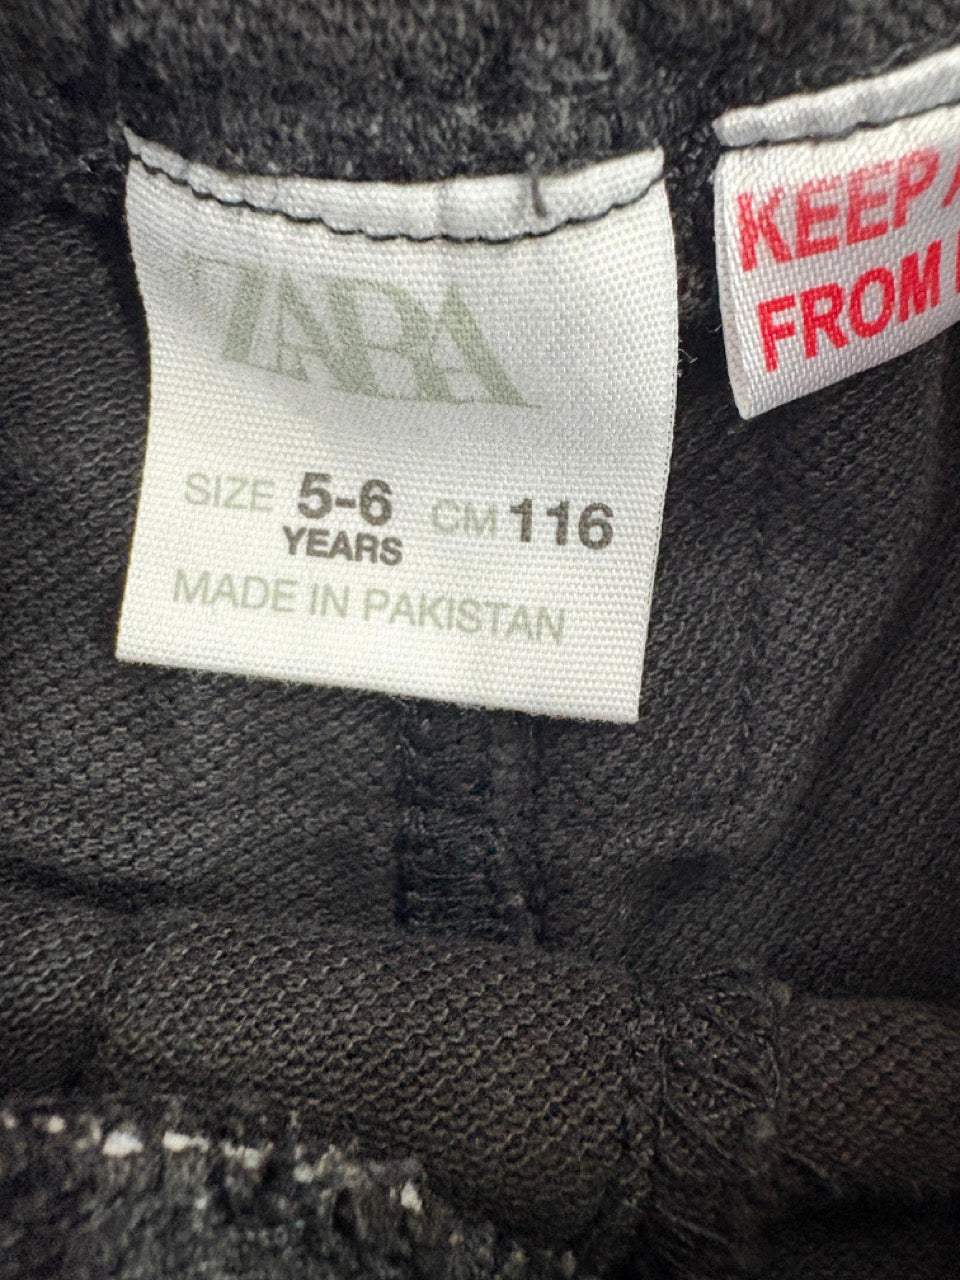 ZARA
SIZE 5-6 CM 116
YEARS
MADE IN PAKISTAN
KEEP
FROM